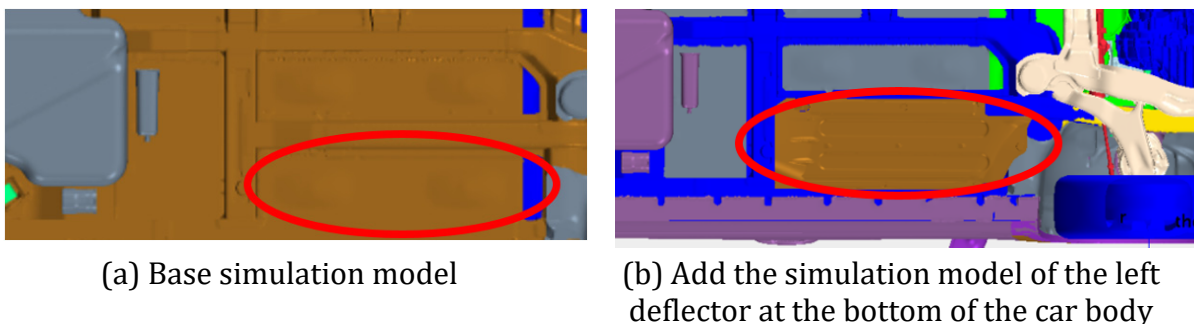 (a) Base simulation model
(b) Add the simulation model of the left
deflector at the bottom of the car body